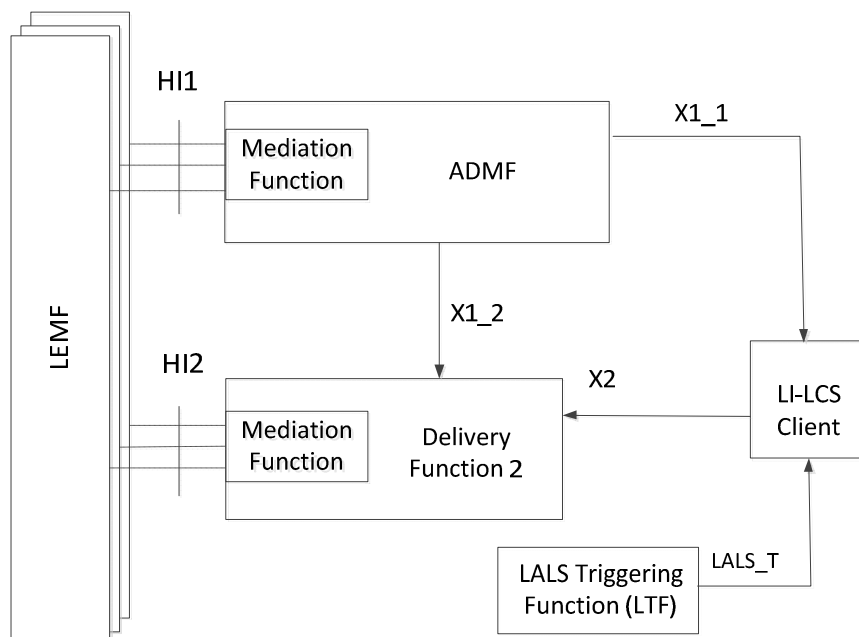 HI1
Mediation
Function
ADMF
X1_1
LEMF
X1_2
HI2
Mediation
Function
Delivery
Function 2
X2
LI-LCS
Client
LALS Triggering
Function (LTF)
LALS_T